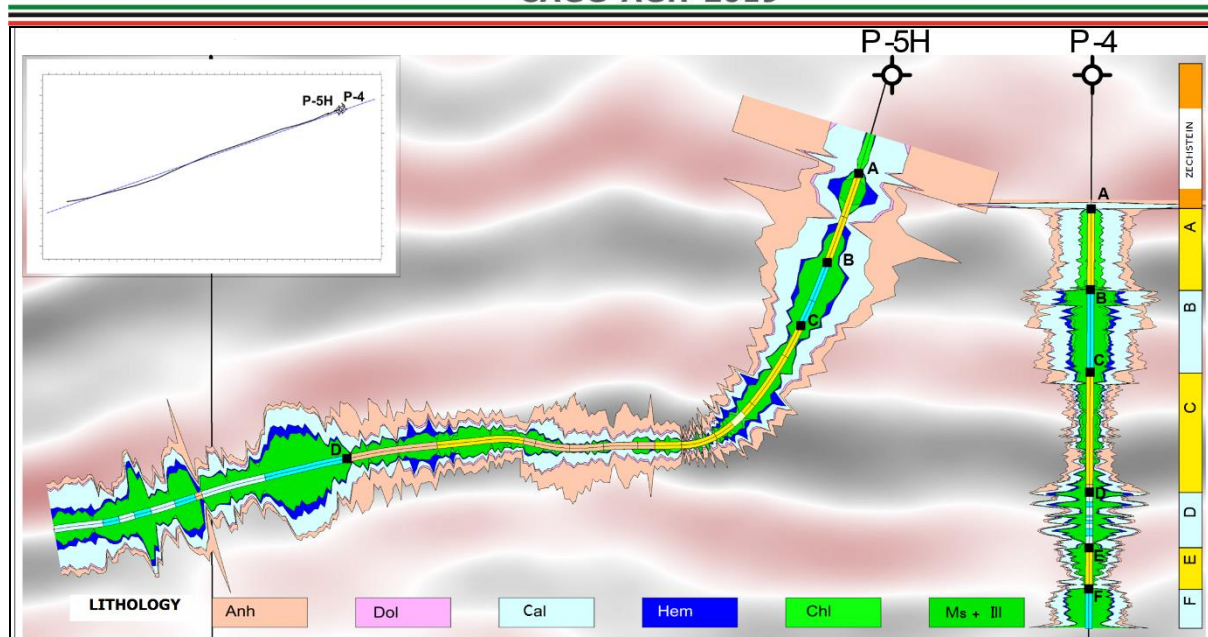 P-5H
P-4
P-5H
P-4
A
B
C
D
A
B
C
D
E
F
ZECHSTEIN
A
B
C
D
E
F
LITHOLOGY
Anh
Dol
Cal
Hem
Chl
Ms + Ill